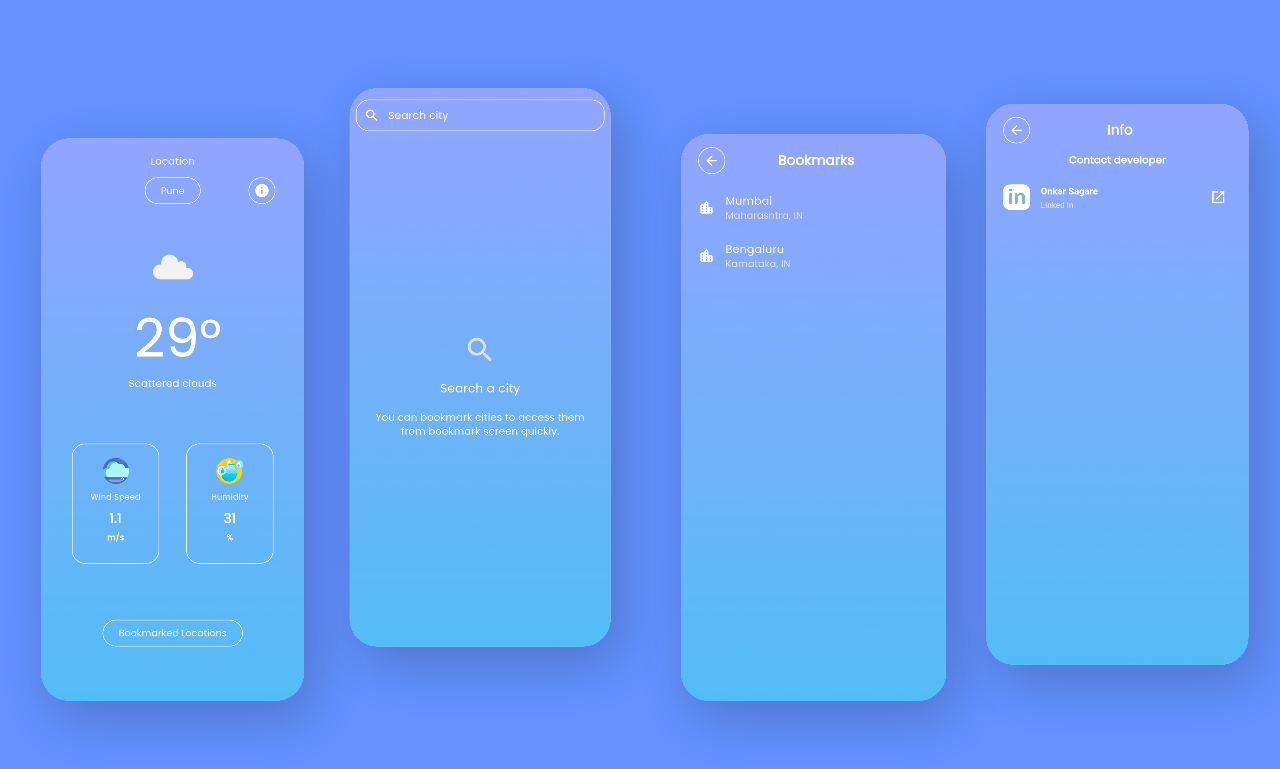 Location
Pune
29°
Scattered clouds
Wind Speed
1.1
m/s
Humidity
31
%
Bookmarked Locations
Search city
Search a city
You can bookmark cities to access them
from bookmark screen quickly.
Bookmarks
Mumbai
Maharashtra, IN
Bengaluru
Karnataka, IN
Info
Contact developer
in
Onkar Sagare
Linked In